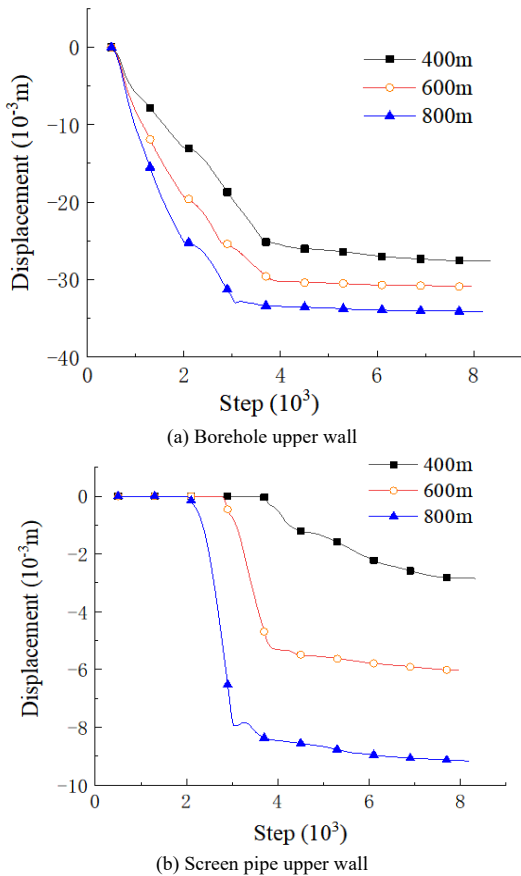 0
−10
−20
−30
−40
Displacement (10⁻³m)
400m
600m
800m
0 2 4 6 8
Step (10³)
(a) Borehole upper wall
0
−2
−4
−6
−8
−10
Displacement (10⁻³m)
400m
600m
800m
0 2 4 6 8
Step (10³)
(b) Screen pipe upper wall